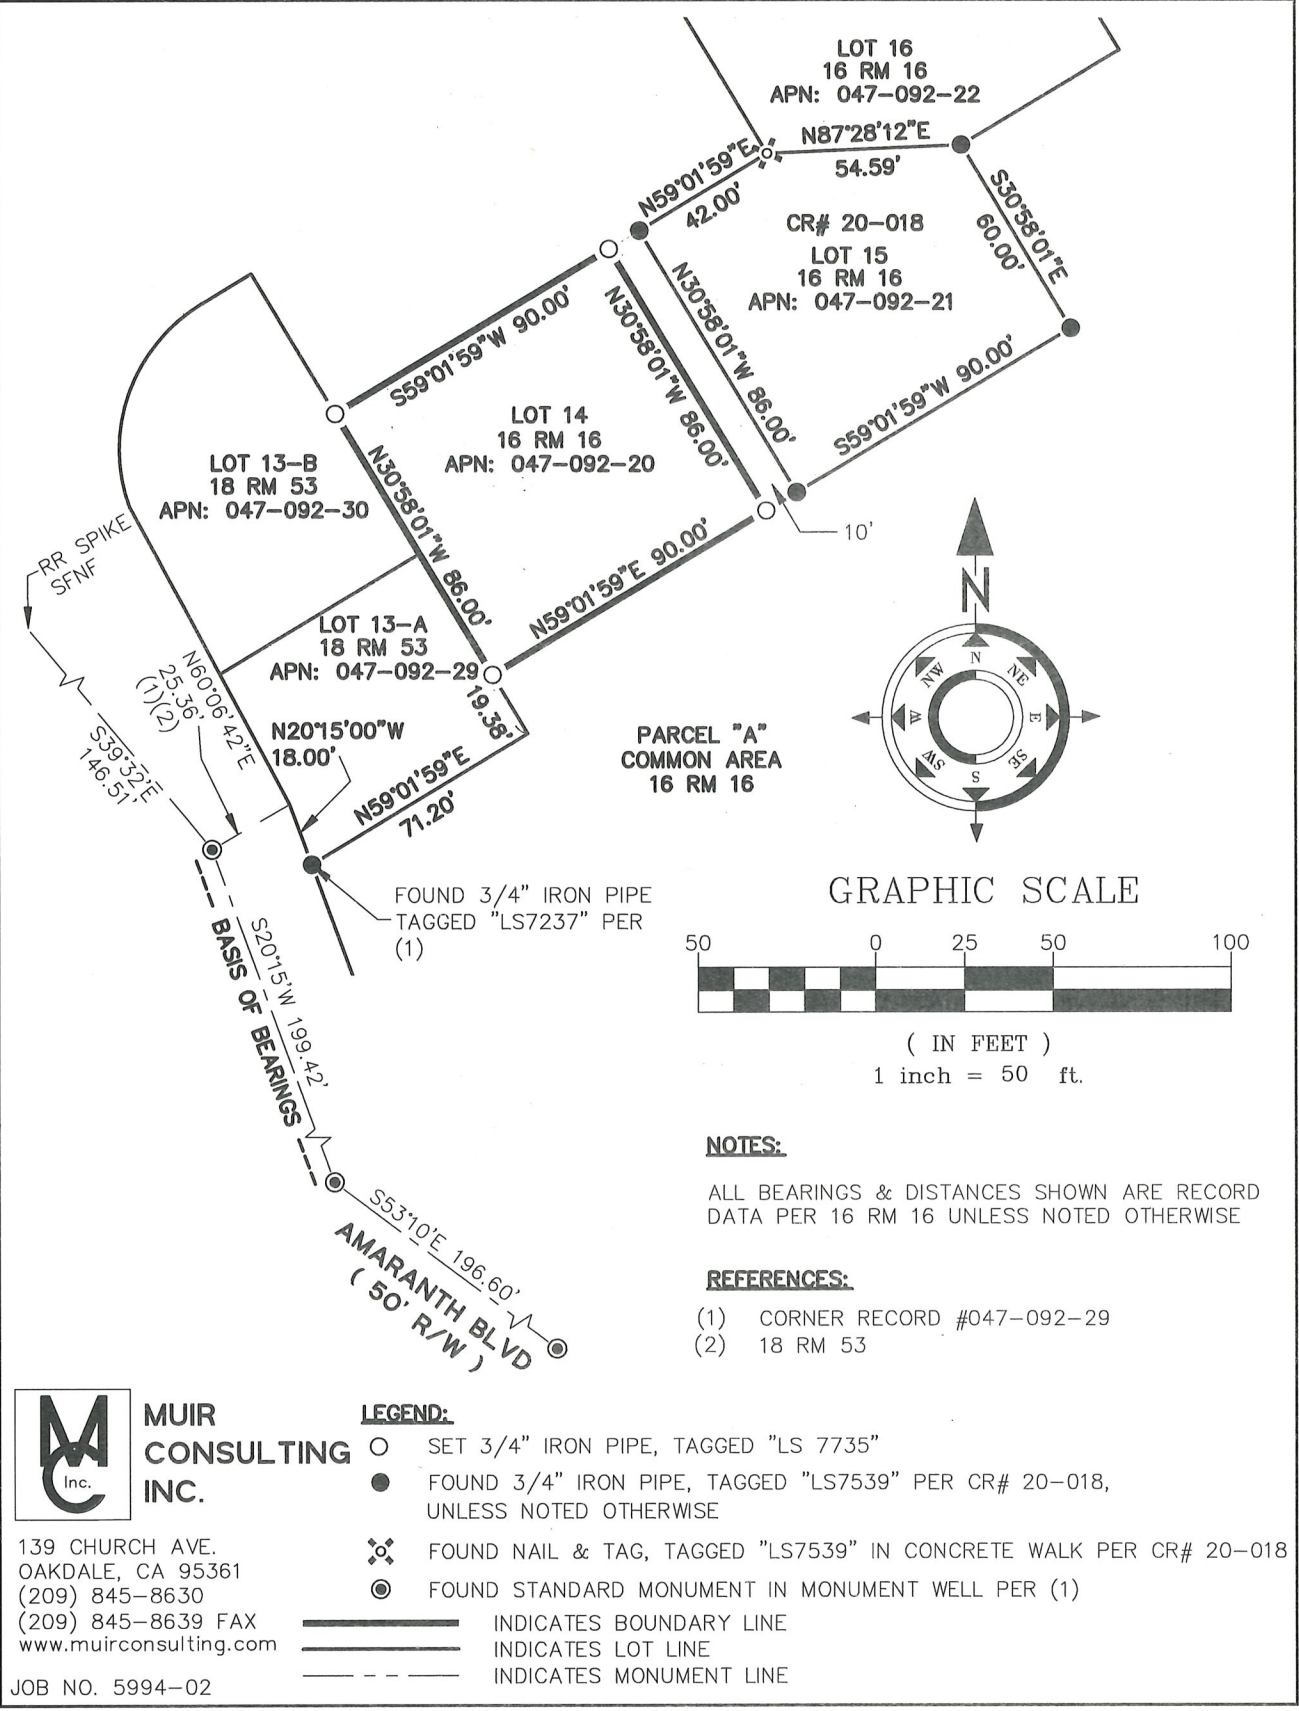 LOT 16
16 RM 16
APN: 047-092-22
N87°28'12"E
54.59'
N59°01'59"E
42.00'
S30°58'01"E
60.00'
CR# 20-018
LOT 15
16 RM 16
APN: 047-092-21
N30°58'01"W 86.00'
S59°01'59"W 90.00'
S59°01'59"W 90.00'
N30°58'01"W 86.00'
LOT 14
16 RM 16
APN: 047-092-20
N30°58'01"W 86.00'
N59°01'59"E 90.00'
10'
LOT 13-B
18 RM 53
APN: 047-092-30
RR SPIKE
SFNF
LOT 13-A
18 RM 53
APN: 047-092-29
19.38'
N60°06'42"E
25.36'
(1)(2)
S39°32'E
146.51'
N20°15'00"W
18.00'
N59°01'59"E
71.20'
PARCEL "A"
COMMON AREA
16 RM 16
N
N
NE
E
SE
S
SW
W
NW
FOUND 3/4" IRON PIPE
TAGGED "LS7237" PER
(1)
S20°15'W 199.42'
BASIS OF BEARINGS
S53°10'E 196.60'
AMARANTH BLVD
( 50' R/W )
GRAPHIC SCALE
50 0 25 50 100
( IN FEET )
1 inch = 50 ft.
NOTES:
ALL BEARINGS & DISTANCES SHOWN ARE RECORD
DATA PER 16 RM 16 UNLESS NOTED OTHERWISE
REFERENCES:
(1) CORNER RECORD #047-092-29
(2) 18 RM 53
MC
Inc.
MUIR
CONSULTING
INC.
139 CHURCH AVE.
OAKDALE, CA 95361
(209) 845-8630
(209) 845-8639 FAX
www.muirconsulting.com
JOB NO. 5994-02
LEGEND:
SET 3/4" IRON PIPE, TAGGED "LS 7735"
FOUND 3/4" IRON PIPE, TAGGED "LS7539" PER CR# 20-018,
UNLESS NOTED OTHERWISE
FOUND NAIL & TAG, TAGGED "LS7539" IN CONCRETE WALK PER CR# 20-018
FOUND STANDARD MONUMENT IN MONUMENT WELL PER (1)
INDICATES BOUNDARY LINE
INDICATES LOT LINE
INDICATES MONUMENT LINE